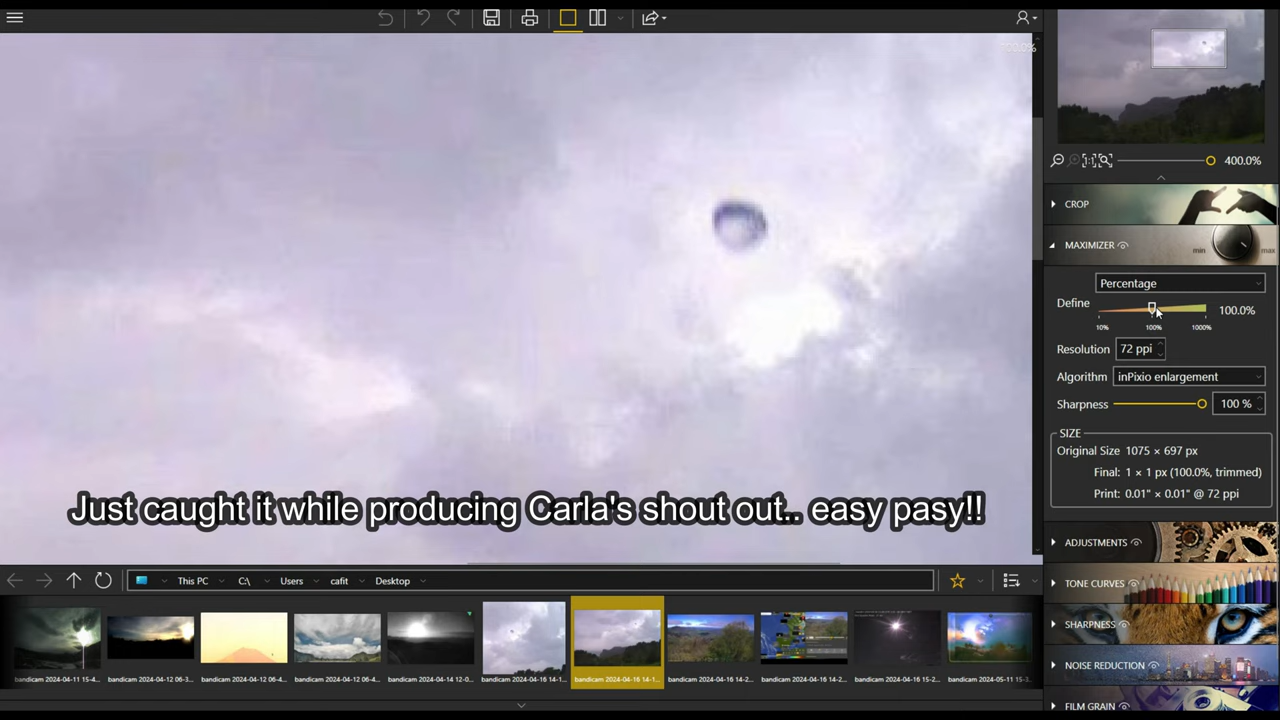 100.0%
400.0%
CROP
MAXIMIZER
min
max
Percentage
Define
100.0%
10%
100%
1000%
Resolution 72 ppi
Algorithm inPixio enlargement
Sharpness 100 %
SIZE
Original Size 1075 × 697 px
Final: 1 × 1 px (100.0%, trimmed)
Print: 0.01" × 0.01" @ 72 ppi
Just caught it while producing Carla's shout out.. easy pasy!!
ADJUSTMENTS
This PC C:\ Users cafit Desktop
TONE CURVES
SHARPNESS
NOISE REDUCTION
bandicam 2024-04-11 15-4...
bandicam 2024-04-12 06-3...
bandicam 2024-04-12 06-4...
bandicam 2024-04-12 06-4...
bandicam 2024-04-14 12-0...
bandicam 2024-04-16 14-1...
bandicam 2024-04-16 14-1...
bandicam 2024-04-16 14-2...
bandicam 2024-04-16 14-2...
bandicam 2024-04-16 15-2...
bandicam 2024-05-11 15-3...
FILM GRAIN